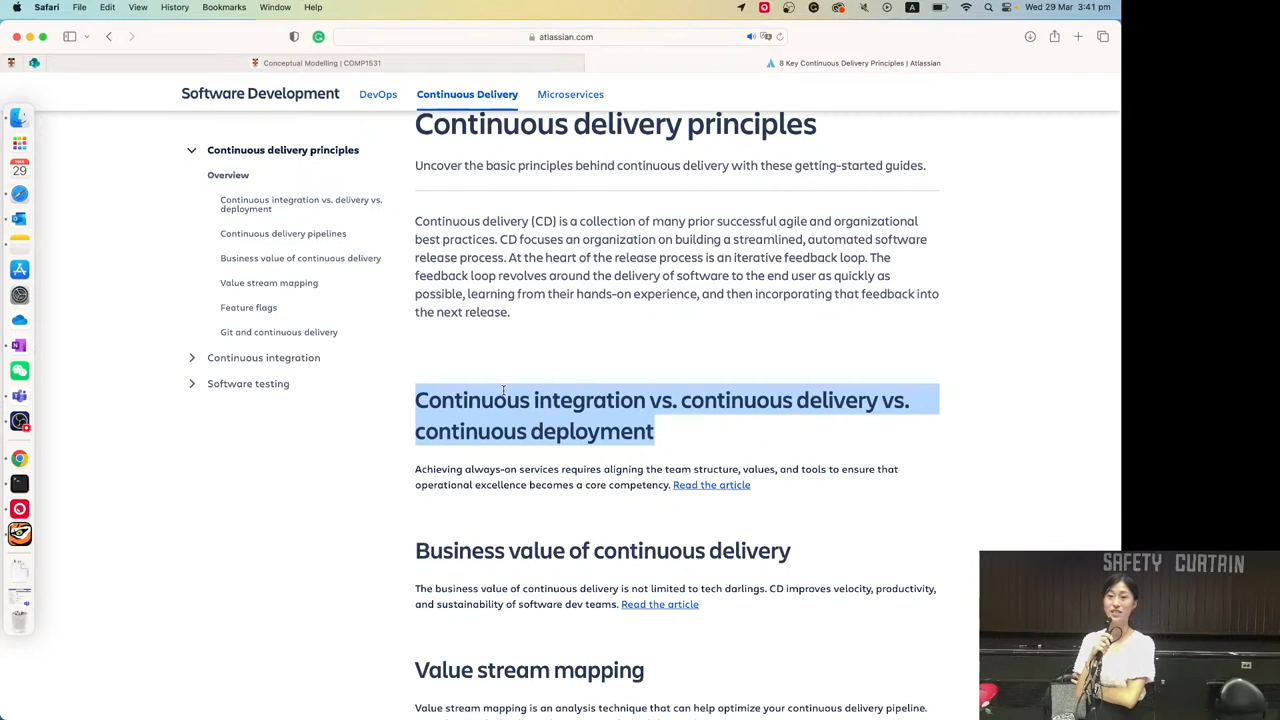 Safari File Edit View History Bookmarks Window Help
A Wed 29 Mar 3:41 pm
atlassian.com
Conceptual Modelling | COMP1531
8 Key Continuous Delivery Principles | Atlassian
Software Development DevOps Continuous Delivery Microservices
Continuous delivery principles
Overview
Continuous integration vs. delivery vs.
deployment
Continuous delivery pipelines
Business value of continuous delivery
Value stream mapping
Feature flags
Git and continuous delivery
Continuous integration
Software testing
Continuous delivery principles
Uncover the basic principles behind continuous delivery with these getting-started guides.
Continuous delivery (CD) is a collection of many prior successful agile and organizational
best practices. CD focuses an organization on building a streamlined, automated software
release process. At the heart of the release process is an iterative feedback loop. The
feedback loop revolves around the delivery of software to the end user as quickly as
possible, learning from their hands-on experience, and then incorporating that feedback into
the next release.
Continuous integration vs. continuous delivery vs.
continuous deployment
Achieving always-on services requires aligning the team structure, values, and tools to ensure that
operational excellence becomes a core competency. Read the article
Business value of continuous delivery
The business value of continuous delivery is not limited to tech darlings. CD improves velocity, productivity,
and sustainability of software dev teams. Read the article
Value stream mapping
Value stream mapping is an analysis technique that can help optimize your continuous delivery pipeline.
29
SAFETY CURTAIN